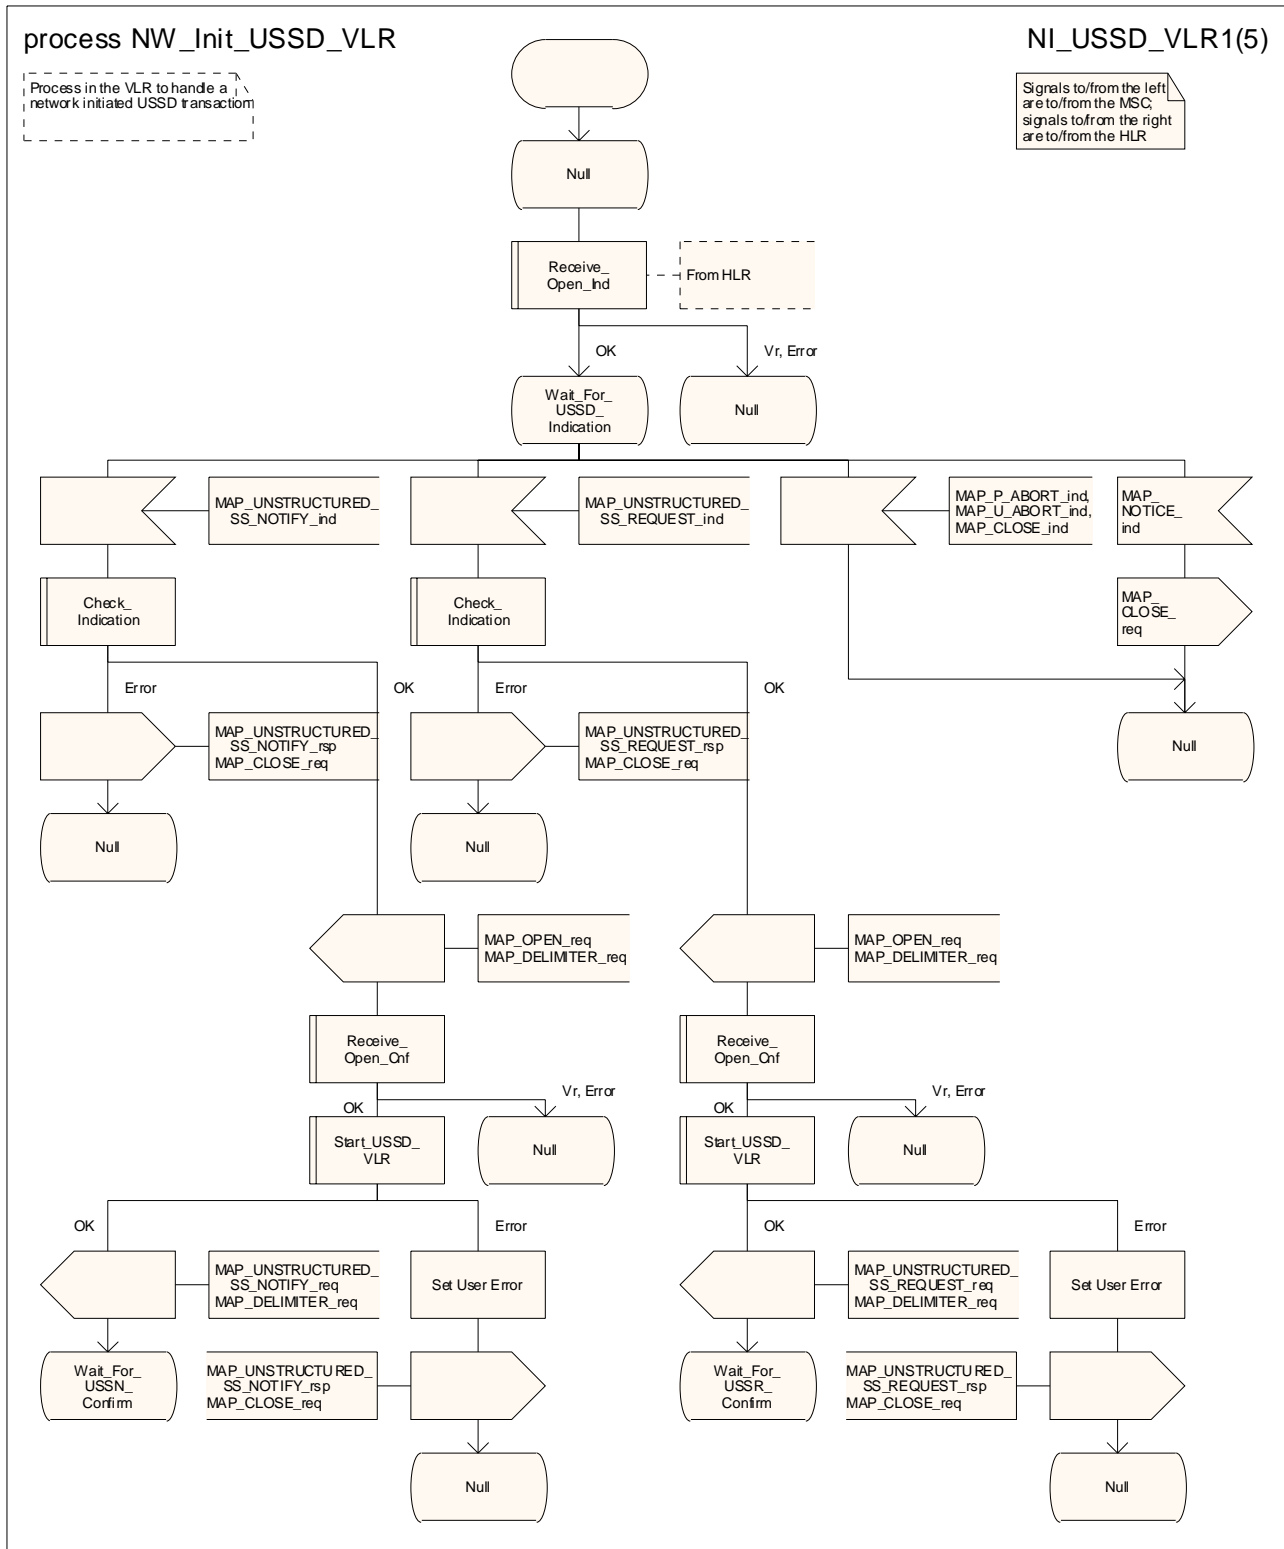 process NW_Init_USSD_VLR
NI_USSD_VLR1(5)
Process in the VLR to handle a
network initiated USSD transaction
Signals to/from the left
are to/from the MSC;
signals to/from the right
are to/from the HLR
Null
Receive_
Open_Ind
From HLR
OK
Vr, Error
Wait_For_
USSD_
Indication
Null
MAP_UNSTRUCTURED_
SS_NOTIFY_ind
MAP_UNSTRUCTURED_
SS_REQUEST_ind
MAP_P_ABORT_ind,
MAP_U_ABORT_ind,
MAP_CLOSE_ind
MAP_
NOTICE_
ind
Check_
Indication
Check_
Indication
MAP_
CLOSE_
req
Error
OK
Error
OK
MAP_UNSTRUCTURED_
SS_NOTIFY_rsp
MAP_CLOSE_req
MAP_UNSTRUCTURED_
SS_REQUEST_rsp
MAP_CLOSE_req
Null
Null
Null
MAP_OPEN_req
MAP_DELIMITER_req
MAP_OPEN_req
MAP_DELIMITER_req
Receive_
Open_Cnf
Receive_
Open_Cnf
OK
Vr, Error
OK
Vr, Error
Start_USSD_
VLR
Null
Start_USSD_
VLR
Null
OK
Error
OK
Error
MAP_UNSTRUCTURED_
SS_NOTIFY_req
MAP_DELIMITER_req
Set User Error
MAP_UNSTRUCTURED_
SS_REQUEST_req
MAP_DELIMITER_req
Set User Error
Wait_For_
USSN_
Confirm
MAP_UNSTRUCTURED_
SS_NOTIFY_rsp
MAP_CLOSE_req
Wait_For_
USSR_
Confirm
MAP_UNSTRUCTURED_
SS_REQUEST_rsp
MAP_CLOSE_req
Null
Null